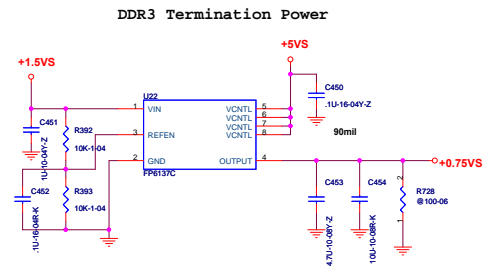 DDR3 Termination Power
+5VS
+1.5VS
U22
C450
.1U-16-04Y-Z
C451
1U-10-04Y-Z
R392
10K-1-04
1 VIN VCNTL 5
VCNTL 6
VCNTL 7
3 REFEN VCNTL 8
90mil
2 GND OUTPUT 4
FP6137C
+0.75VS
C452
.1U-16-04R-K
R393
10K-1-04
C453
4.7U-10-08Y-Z
C454
10U-10-08R-K
2
R728
@100-06
1